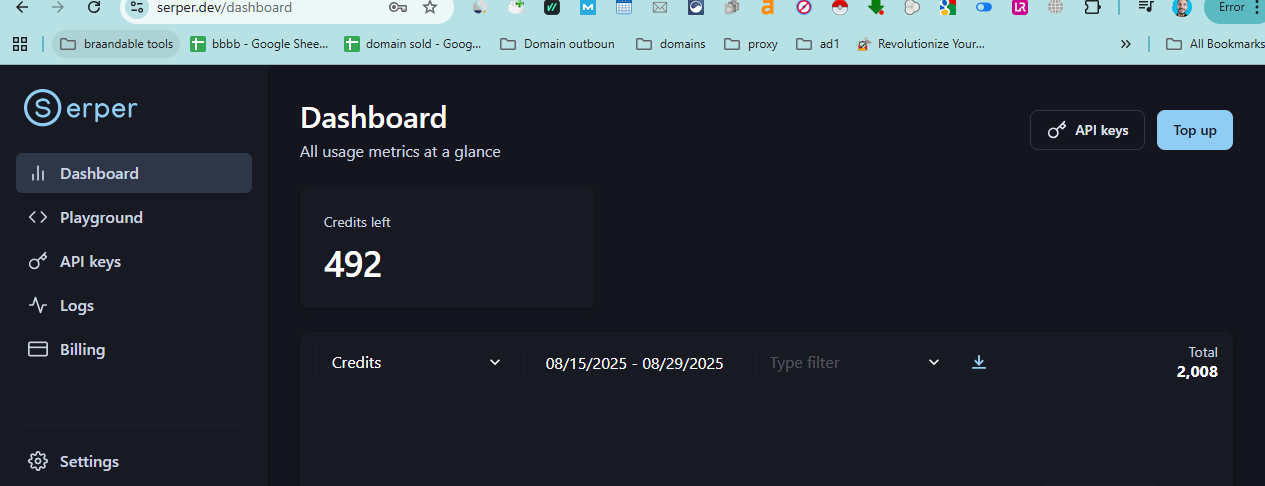 serper.dev/dashboard
Error
braandable tools
bbbb - Google Shee...
domain sold - Goog...
Domain outboun
domains
proxy
ad1
Revolutionize Your...
All Bookmarks
Serper
Dashboard
All usage metrics at a glance
API keys
Top up
Dashboard
Playground
API keys
Logs
Billing
Settings
Credits left
492
Credits
08/15/2025 - 08/29/2025
Type filter
Total
2,008